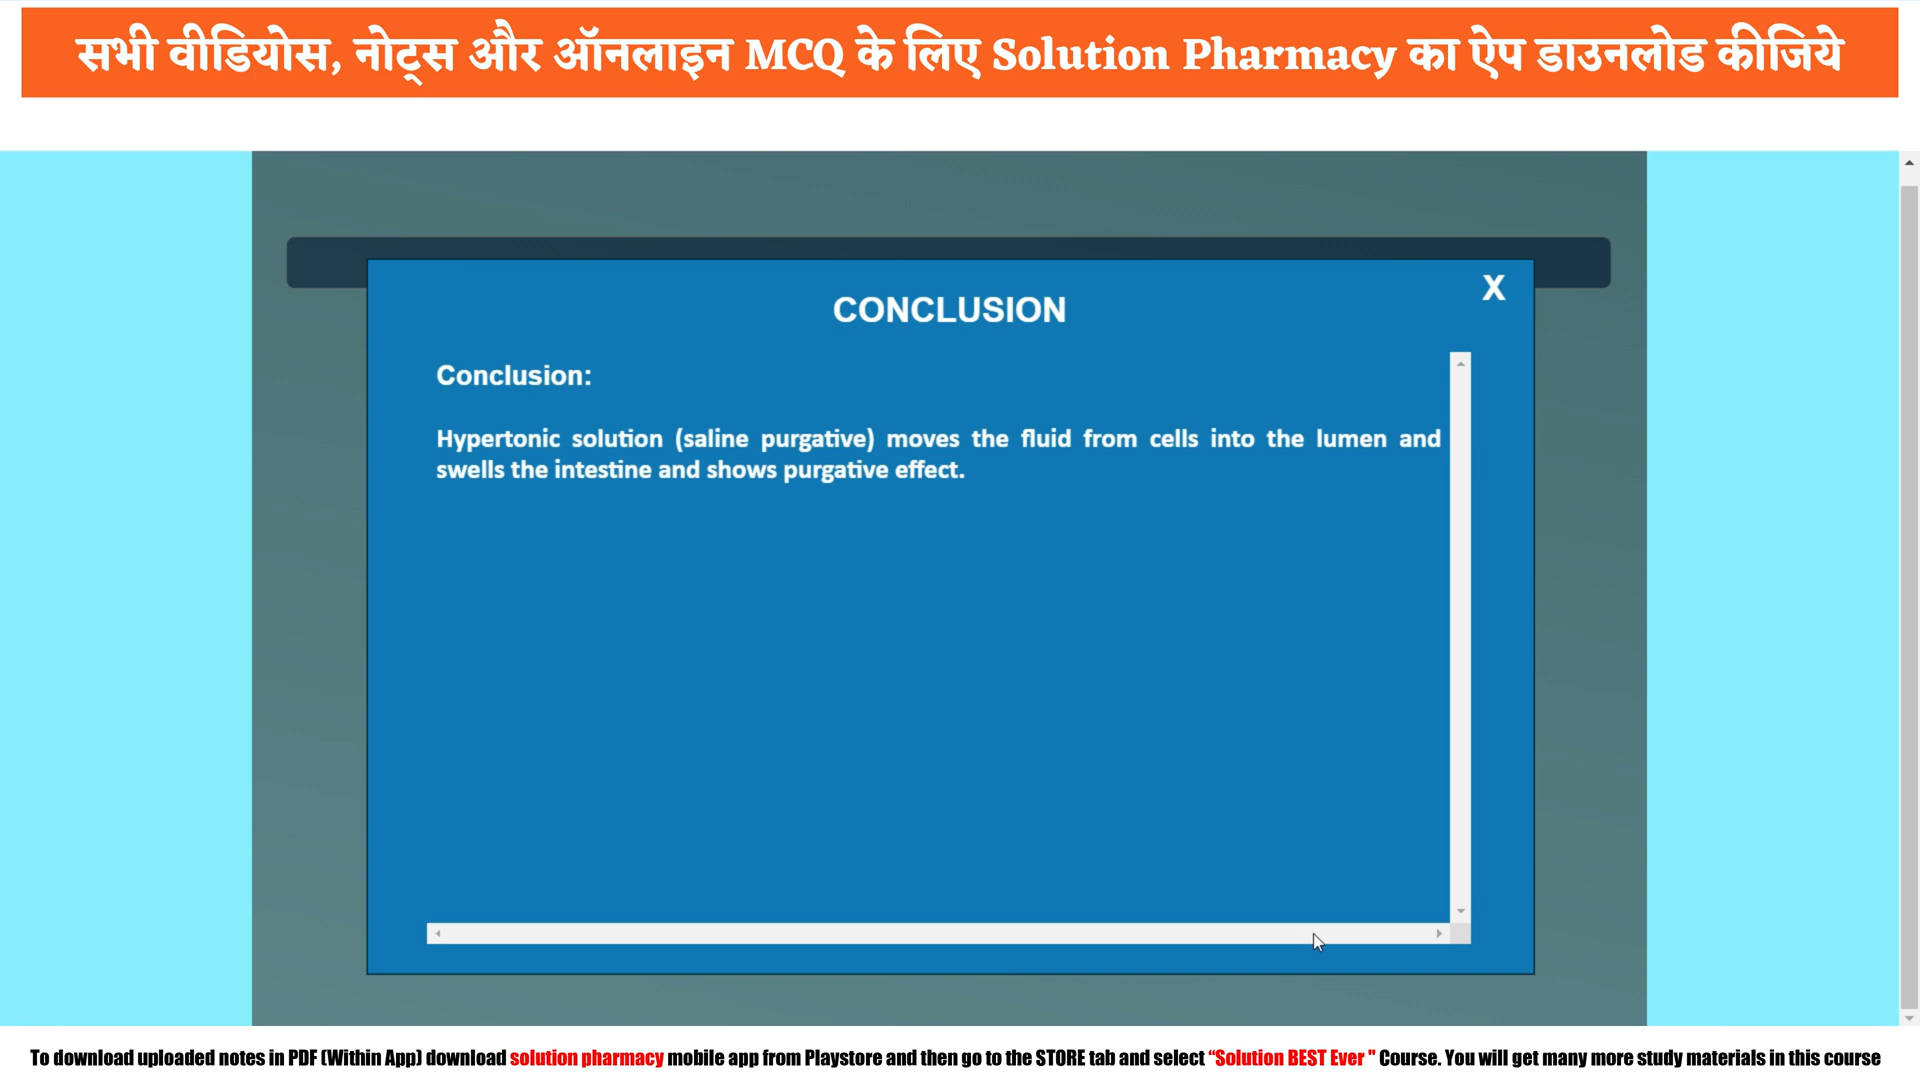 सभी वीडियोस, नोट्स और ऑनलाइन MCQ के लिए Solution Pharmacy का ऐप डाउनलोड कीजिये
X
CONCLUSION
Conclusion:
Hypertonic solution (saline purgative) moves the fluid from cells into the lumen and
swells the intestine and shows purgative effect.
To download uploaded notes in PDF (Within App) download solution pharmacy mobile app from Playstore and then go to the STORE tab and select “Solution BEST Ever " Course. You will get many more study materials in this course